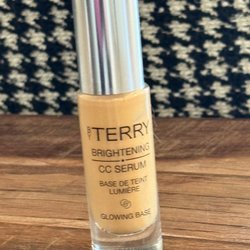 BY TERRY
BRIGHTENING
CC SERUM
BASE DE TEINT
LUMIÈRE
GLOWING BASE